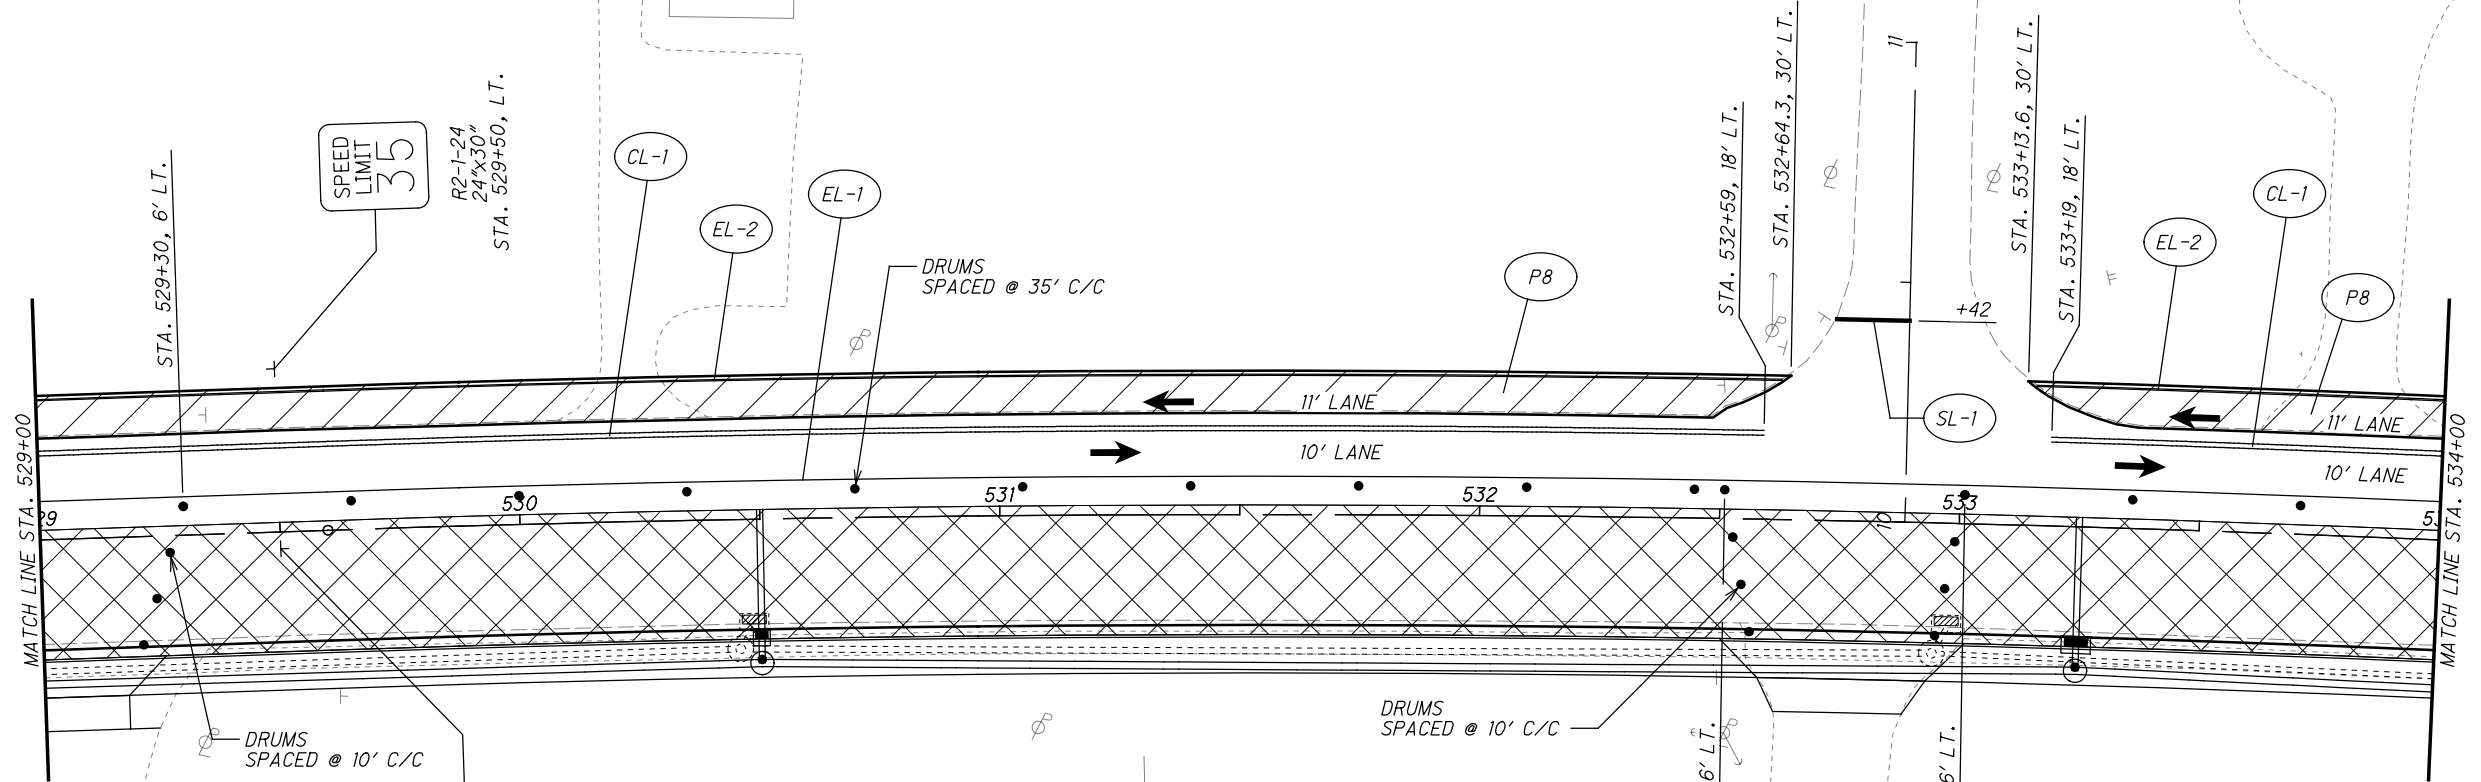 STA. 529+30, 6' LT.
SPEED
LIMIT
35
R2-1-24
24"x30"
STA. 529+50, LT.
CL-1
EL-2
EL-1
DRUMS
SPACED @ 35' C/C
P8
STA. 532+59, 18' LT.
STA. 532+64.3, 30' LT.
11
+42
SL-1
STA. 533+13.6, 30' LT.
STA. 533+19, 18' LT.
EL-2
CL-1
P8
11' LANE
10' LANE
11' LANE
10' LANE
MATCH LINE STA. 529+00
29
530
531
532
10
533
53
MATCH LINE STA. 534+00
DRUMS
SPACED @ 10' C/C
DRUMS
SPACED @ 10' C/C
6' LT.
6' LT.